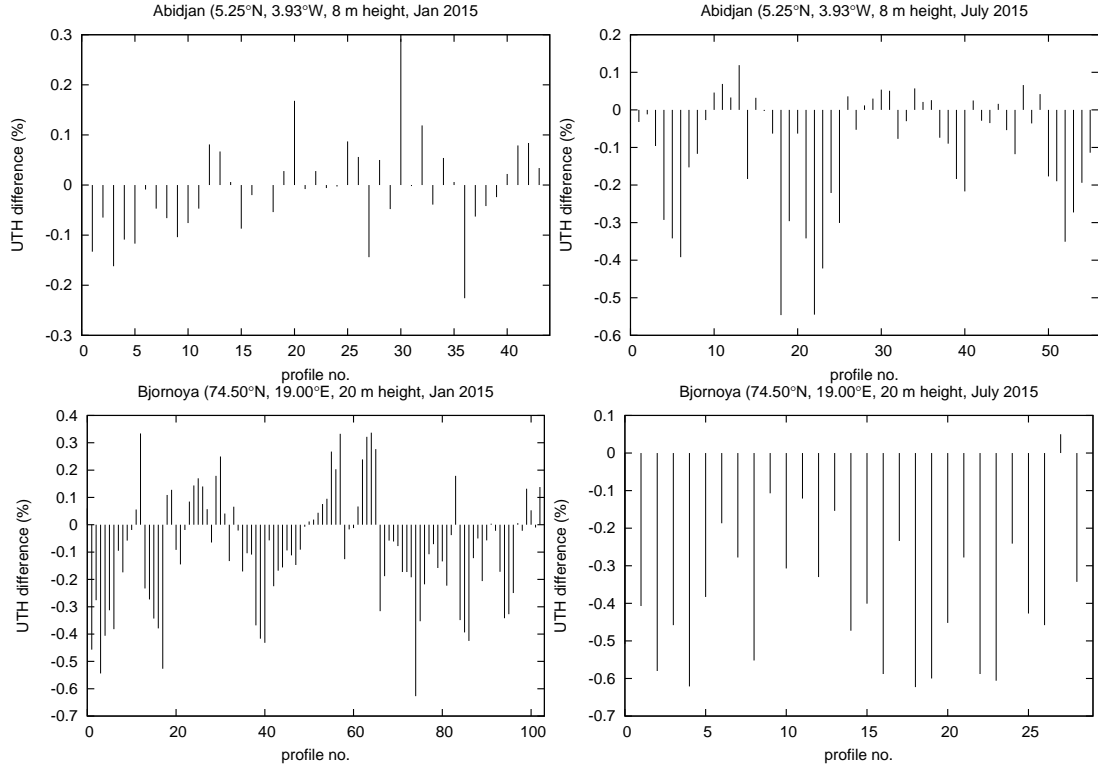 Abidjan (5.25°N, 3.93°W, 8 m height, Jan 2015
0.3
0.2
0.1
0
-0.1
-0.2
-0.3
UTH difference (%)
0 5 10 15 20 25 30 35 40
profile no.
Abidjan (5.25°N, 3.93°W, 8 m height, July 2015
0.2
0.1
0
-0.1
-0.2
-0.3
-0.4
-0.5
-0.6
UTH difference (%)
0 10 20 30 40 50
profile no.
Bjornoya (74.50°N, 19.00°E, 20 m height, Jan 2015
0.4
0.3
0.2
0.1
0
-0.1
-0.2
-0.3
-0.4
-0.5
-0.6
-0.7
UTH difference (%)
0 20 40 60 80 100
profile no.
Bjornoya (74.50°N, 19.00°E, 20 m height, July 2015
0.1
0
-0.1
-0.2
-0.3
-0.4
-0.5
-0.6
-0.7
UTH difference (%)
0 5 10 15 20 25
profile no.